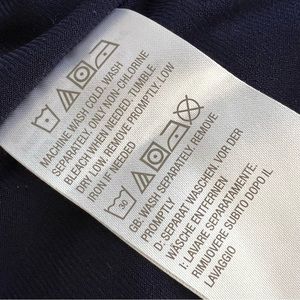 MACHINE WASH COLD. WASH
SEPARATELY. ONLY NON-CHLORINE
BLEACH WHEN NEEDED. TUMBLE
DRY LOW. REMOVE PROMPTLY. LOW
IRON IF NEEDED
30
GB. WASH SEPARATELY. REMOVE
PROMPTLY
D: SEPARAT WASCHEN. VOR DER
WÄSCHE ENTFERNEN
I: LAVARE SEPARATAMENTE.
RIMUOVERE SUBITO DOPO IL
LAVAGGIO